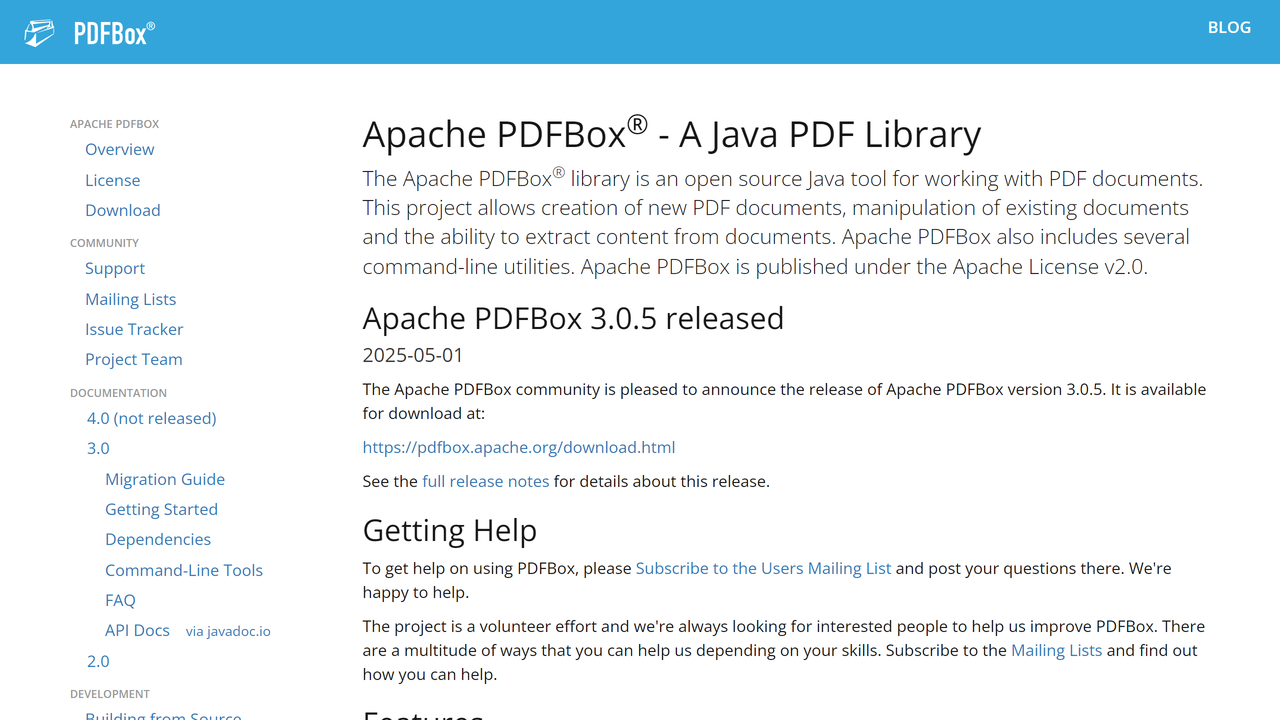 PDFBox®
BLOG
APACHE PDFBOX
Overview
License
Download
COMMUNITY
Support
Mailing Lists
Issue Tracker
Project Team
DOCUMENTATION
4.0 (not released)
3.0
Migration Guide
Getting Started
Dependencies
Command-Line Tools
FAQ
API Docs via javadoc.io
2.0
DEVELOPMENT
Building from Source
Apache PDFBox® - A Java PDF Library
The Apache PDFBox® library is an open source Java tool for working with PDF documents.
This project allows creation of new PDF documents, manipulation of existing documents
and the ability to extract content from documents. Apache PDFBox also includes several
command-line utilities. Apache PDFBox is published under the Apache License v2.0.
Apache PDFBox 3.0.5 released
2025-05-01
The Apache PDFBox community is pleased to announce the release of Apache PDFBox version 3.0.5. It is available
for download at:
https://pdfbox.apache.org/download.html
See the full release notes for details about this release.
Getting Help
To get help on using PDFBox, please Subscribe to the Users Mailing List and post your questions there. We're
happy to help.
The project is a volunteer effort and we're always looking for interested people to help us improve PDFBox. There
are a multitude of ways that you can help us depending on your skills. Subscribe to the Mailing Lists and find out
how you can help.
Features